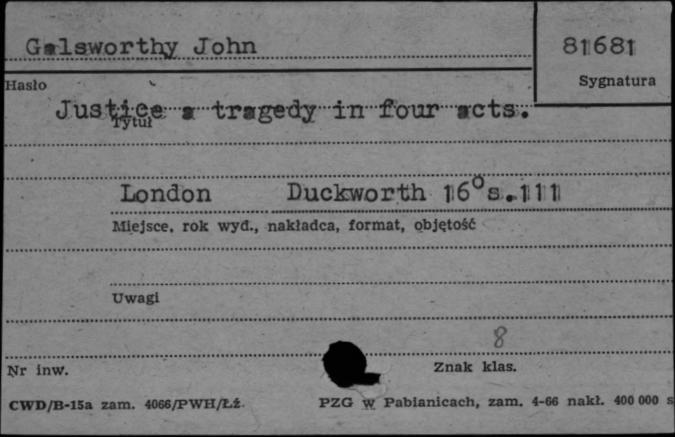 Galsworthy John
81681
Hasło
Sygnatura
Justice a tragedy in four acts.
Tytuł
London Duckworth 16° s.111
Miejsce, rok wyd., nakładca, format, objętość
Uwagi
8
Nr inw.
Znak klas.
CWD/B-15a zam. 4066/PWH/Łź.
PZG w Pabianicach, zam. 4-66 nakł. 400 000 s